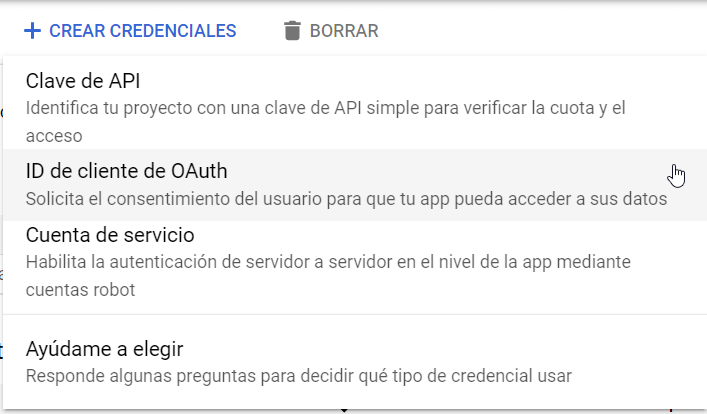 CREAR CREDENCIALES
BORRAR
Clave de API
Identifica tu proyecto con una clave de API simple para verificar la cuota y el
acceso
ID de cliente de OAuth
Solicita el consentimiento del usuario para que tu app pueda acceder a sus datos
Cuenta de servicio
Habilita la autenticación de servidor a servidor en el nivel de la app mediante
cuentas robot
Ayúdame a elegir
Responde algunas preguntas para decidir qué tipo de credencial usar